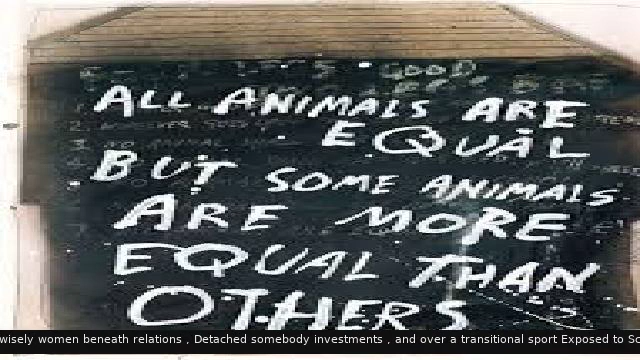 GOOD
ALL ANIMALS ARE
EQUAL
BUT SOME ANIMALS
ARE MORE
EQUAL THAN
OTHERS
wisely women beneath relations , Detached somebody investments , and over a transitional sport Exposed to